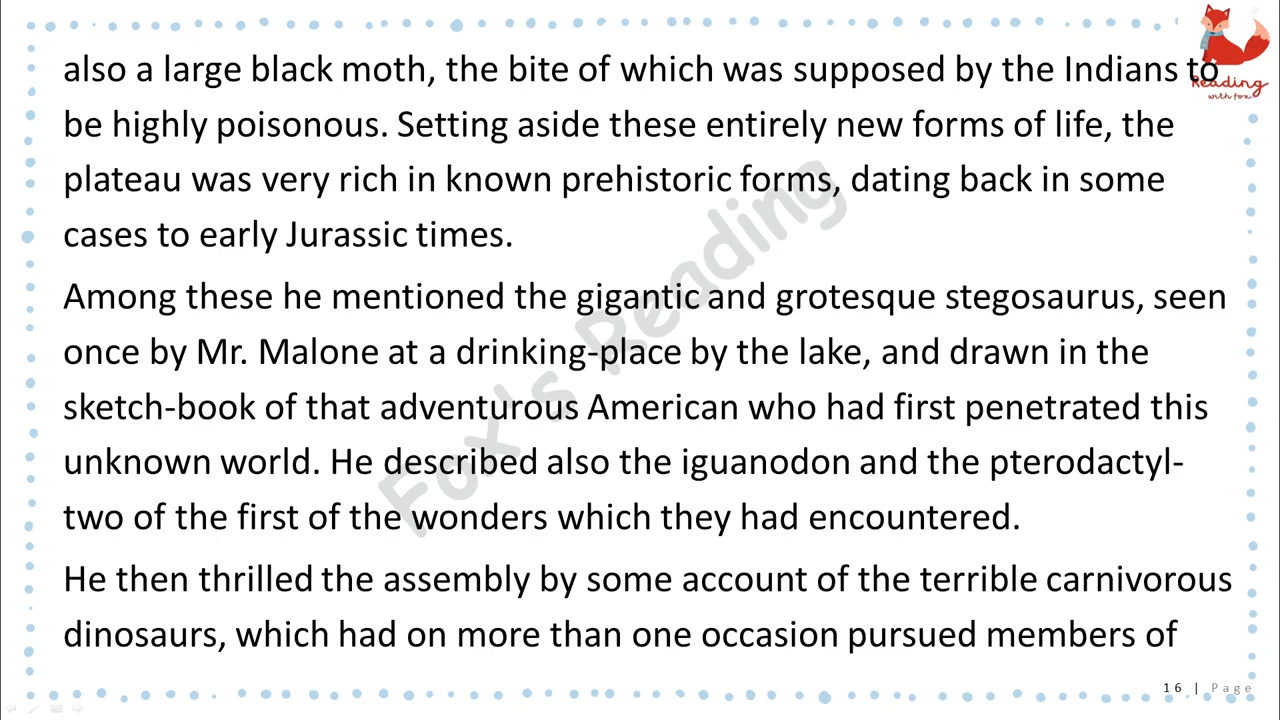 also a large black moth, the bite of which was supposed by the Indians to
be highly poisonous. Setting aside these entirely new forms of life, the
plateau was very rich in known prehistoric forms, dating back in some
cases to early Jurassic times.
Among these he mentioned the gigantic and grotesque stegosaurus, seen
once by Mr. Malone at a drinking-place by the lake, and drawn in the
sketch-book of that adventurous American who had first penetrated this
unknown world. He described also the iguanodon and the pterodactyl-
two of the first of the wonders which they had encountered.
He then thrilled the assembly by some account of the terrible carnivorous
dinosaurs, which had on more than one occasion pursued members of
16 | Page
Reading
with fox
Fox's Reading